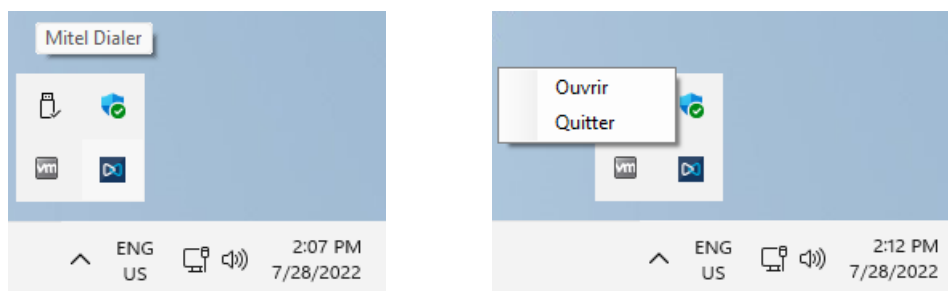 Mitel Dialer
vm
ENG
US
2:07 PM
7/28/2022
Ouvrir
Quitter
vm
ENG
US
2:12 PM
7/28/2022